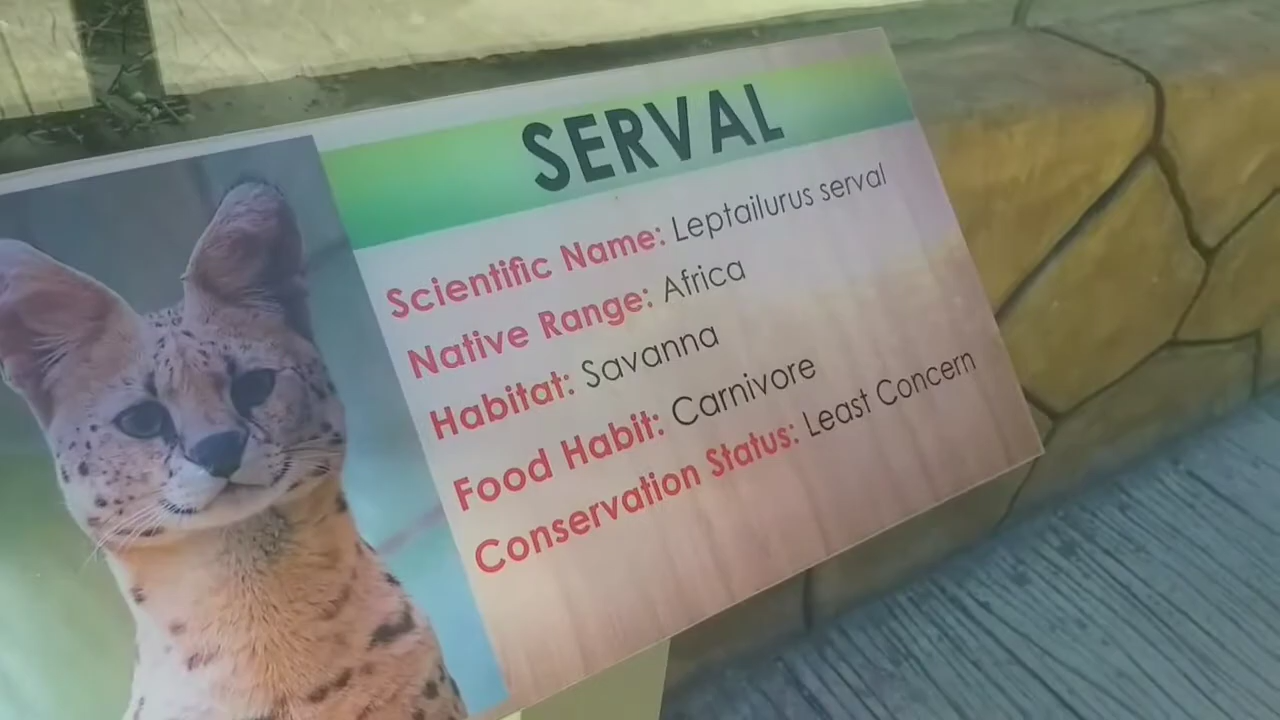 SERVAL
Scientific Name: Leptailurus serval
Native Range: Africa
Habitat: Savanna
Food Habit: Carnivore
Conservation Status: Least Concern